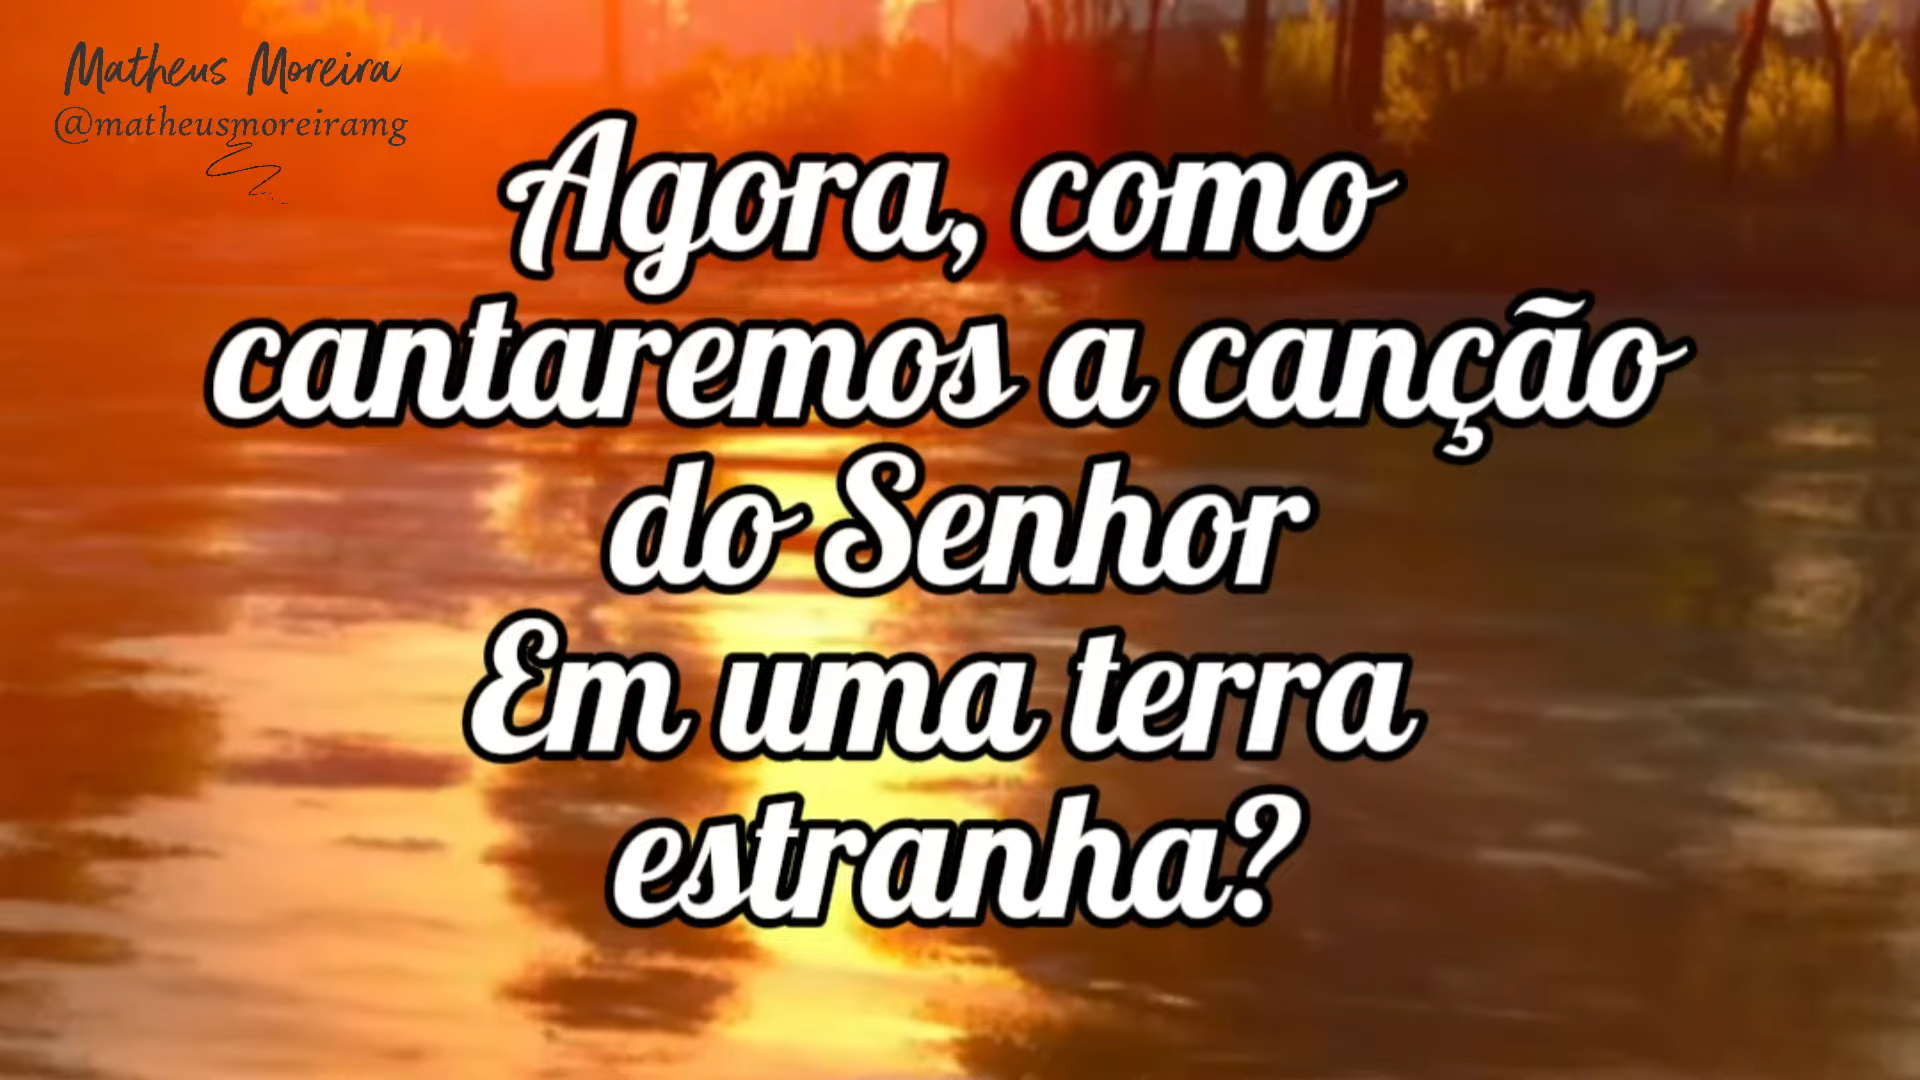 Matheus Moreira
@matheusmoreiramg
Agora, como
cantaremos a canção
do Senhor
Em uma terra
estranha?